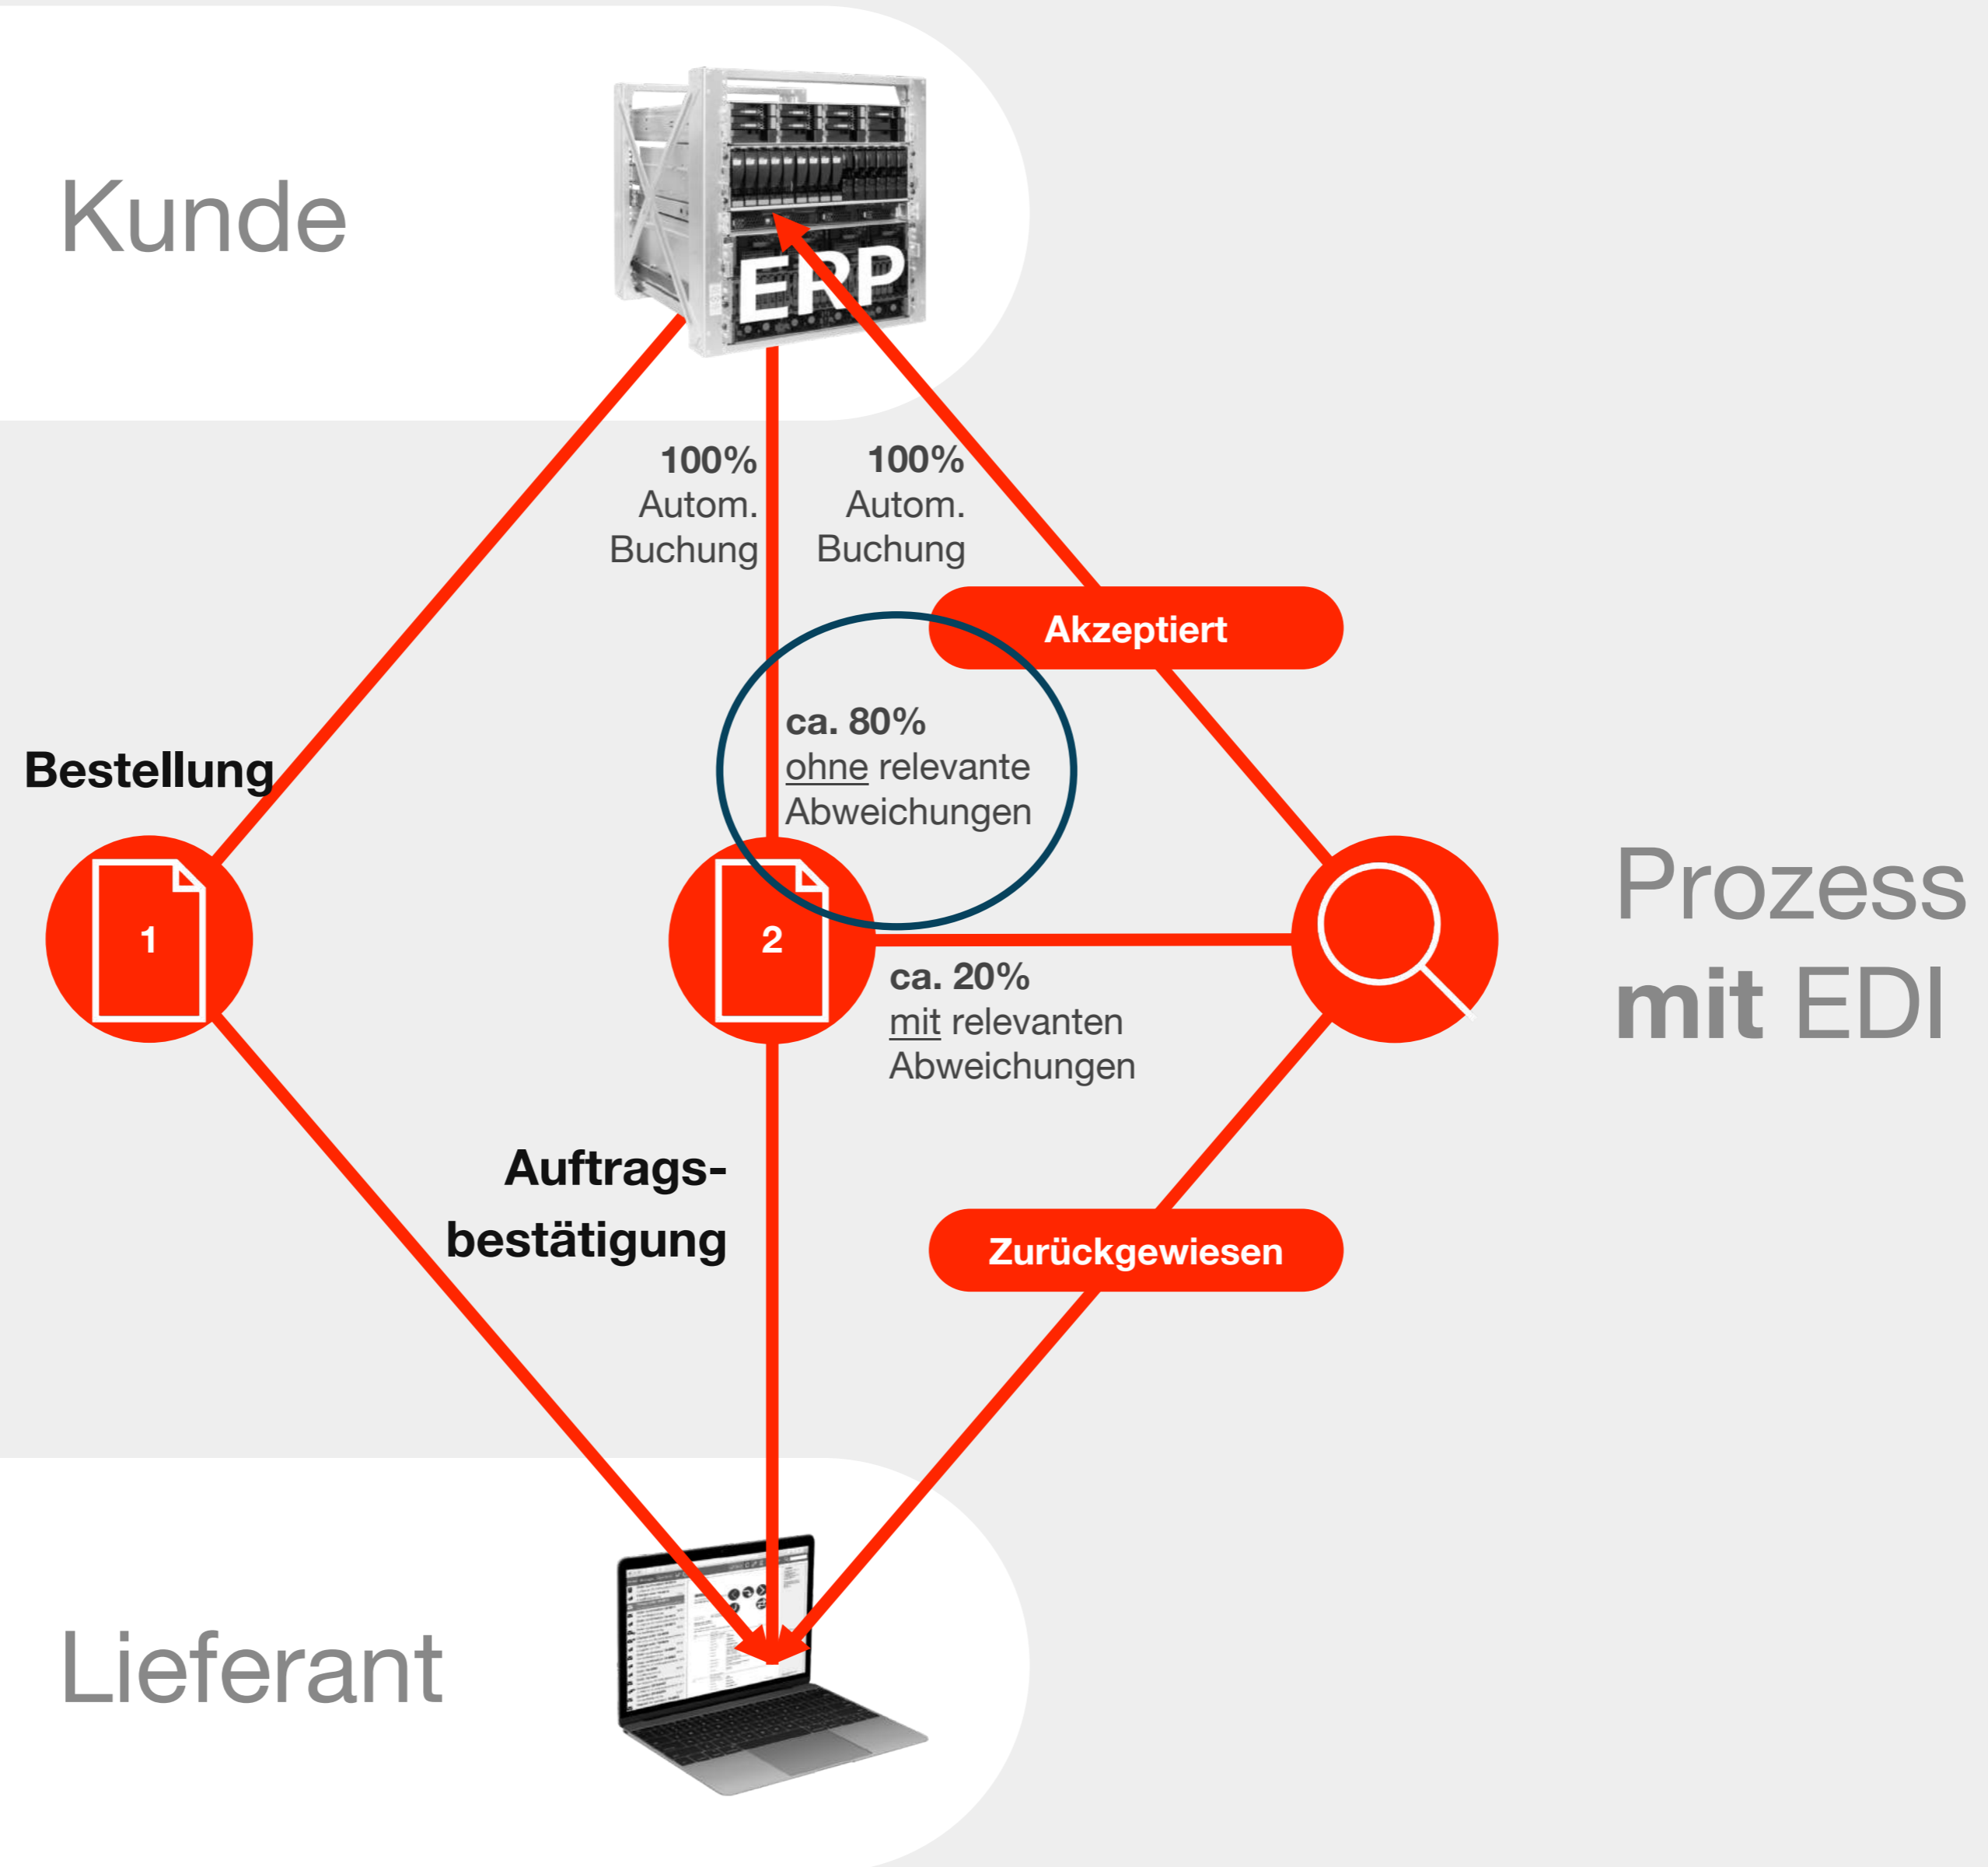 Kunde
ERP
100%
Autom.
Buchung
100%
Autom.
Buchung
Akzeptiert
ca. 80%
ohne relevante
Abweichungen
Bestellung
1
2
Prozess
mit EDI
ca. 20%
mit relevanten
Abweichungen
Auftrags-
bestätigung
Zurückgewiesen
Lieferant